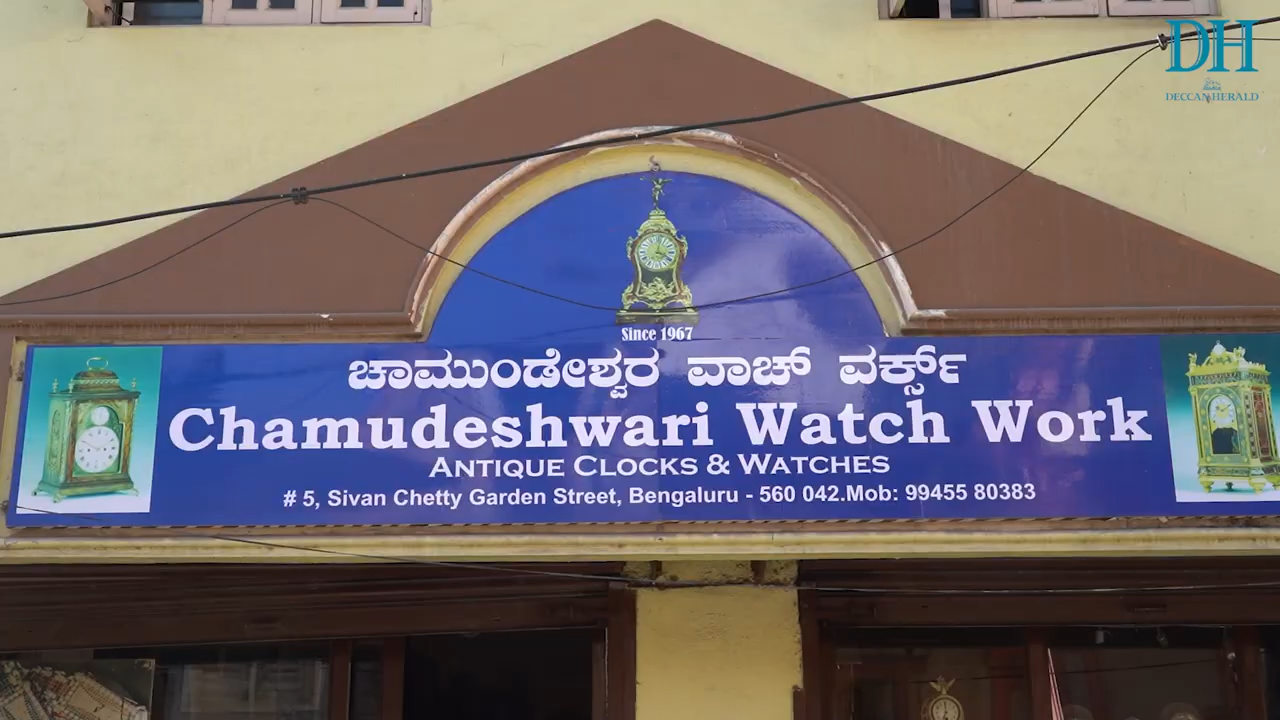 DH
DECCAN HERALD
Since 1967
ಚಾಮುಂಡೇಶ್ವರ ವಾಚ್ ವರ್ಕ್ಸ್
Chamudeshwari Watch Work
ANTIQUE CLOCKS & WATCHES
# 5, Sivan Chetty Garden Street, Bengaluru - 560 042.Mob: 99455 80383